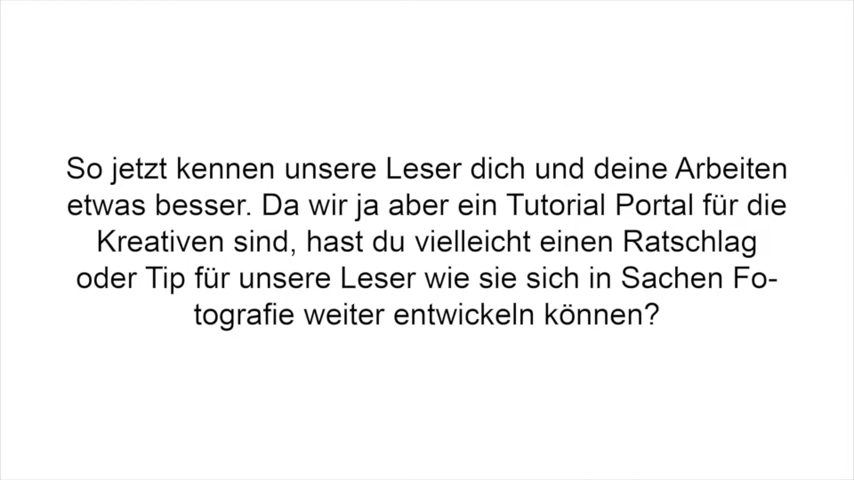 So jetzt kennen unsere Leser dich und deine Arbeiten
etwas besser. Da wir ja aber ein Tutorial Portal für die
Kreativen sind, hast du vielleicht einen Ratschlag
oder Tip für unsere Leser wie sie sich in Sachen Fo-
tografie weiter entwickeln können?